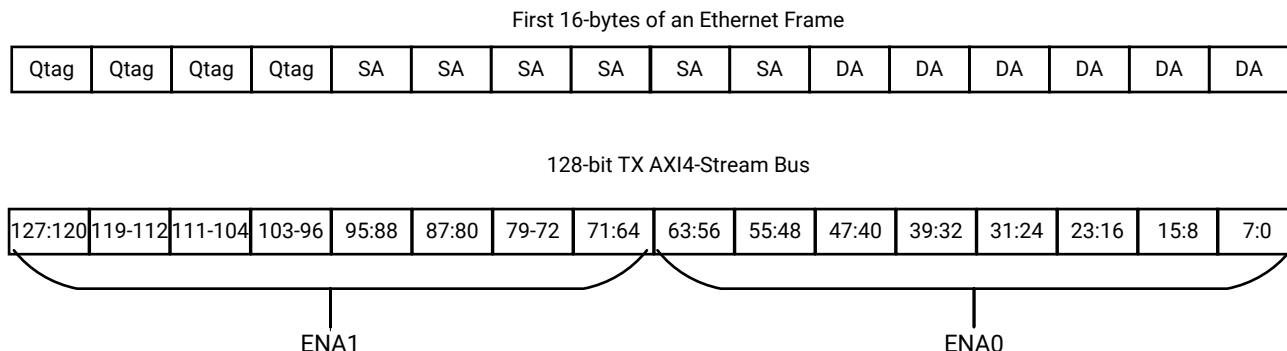 First 16-bytes of an Ethernet Frame
Qtag Qtag Qtag Qtag SA SA SA SA SA SA DA DA DA DA DA DA
128-bit TX AXI4-Stream Bus
127:120 119-112 111-104 103-96 95:88 87:80 79-72 71:64 63:56 55:48 47:40 39:32 31:24 23:16 15:8 7:0
ENA1 ENA0